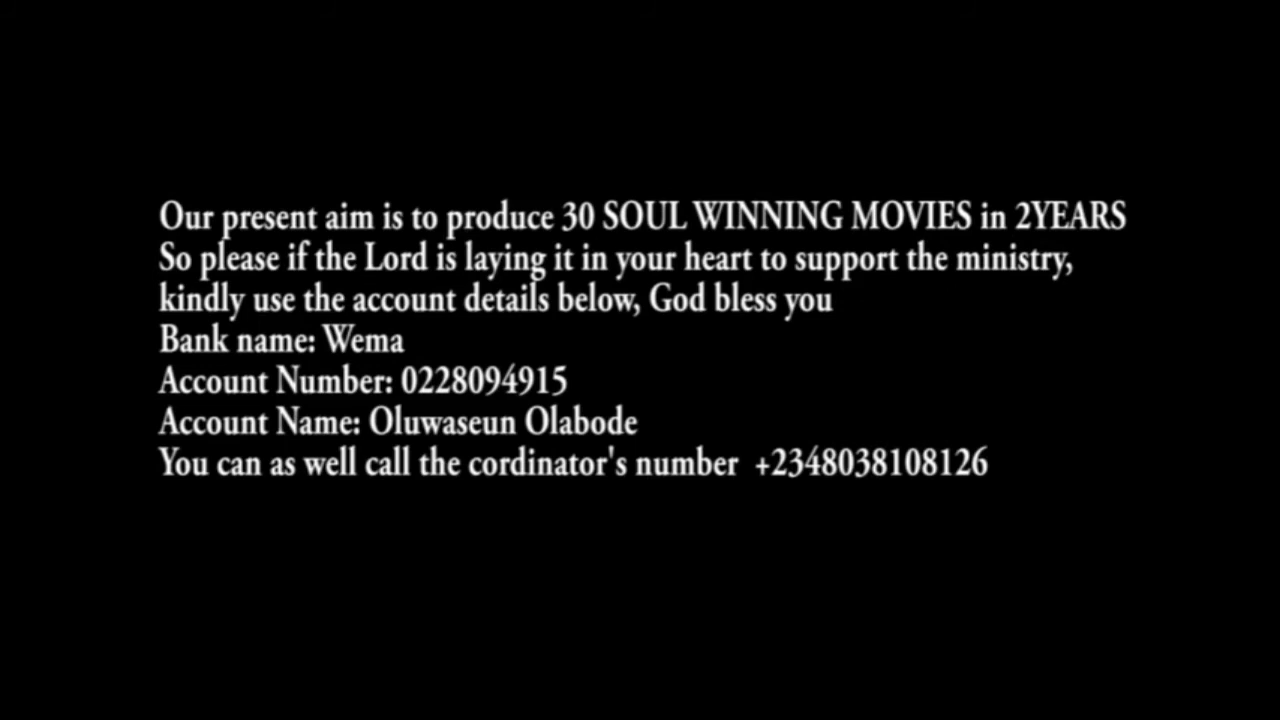 Our present aim is to produce 30 SOUL WINNING MOVIES in 2YEARS
So please if the Lord is laying it in your heart to support the ministry,
kindly use the account details below, God bless you
Bank name: Wema
Account Number: 0228094915
Account Name: Oluwaseun Olabode
You can as well call the cordinator's number +2348038108126